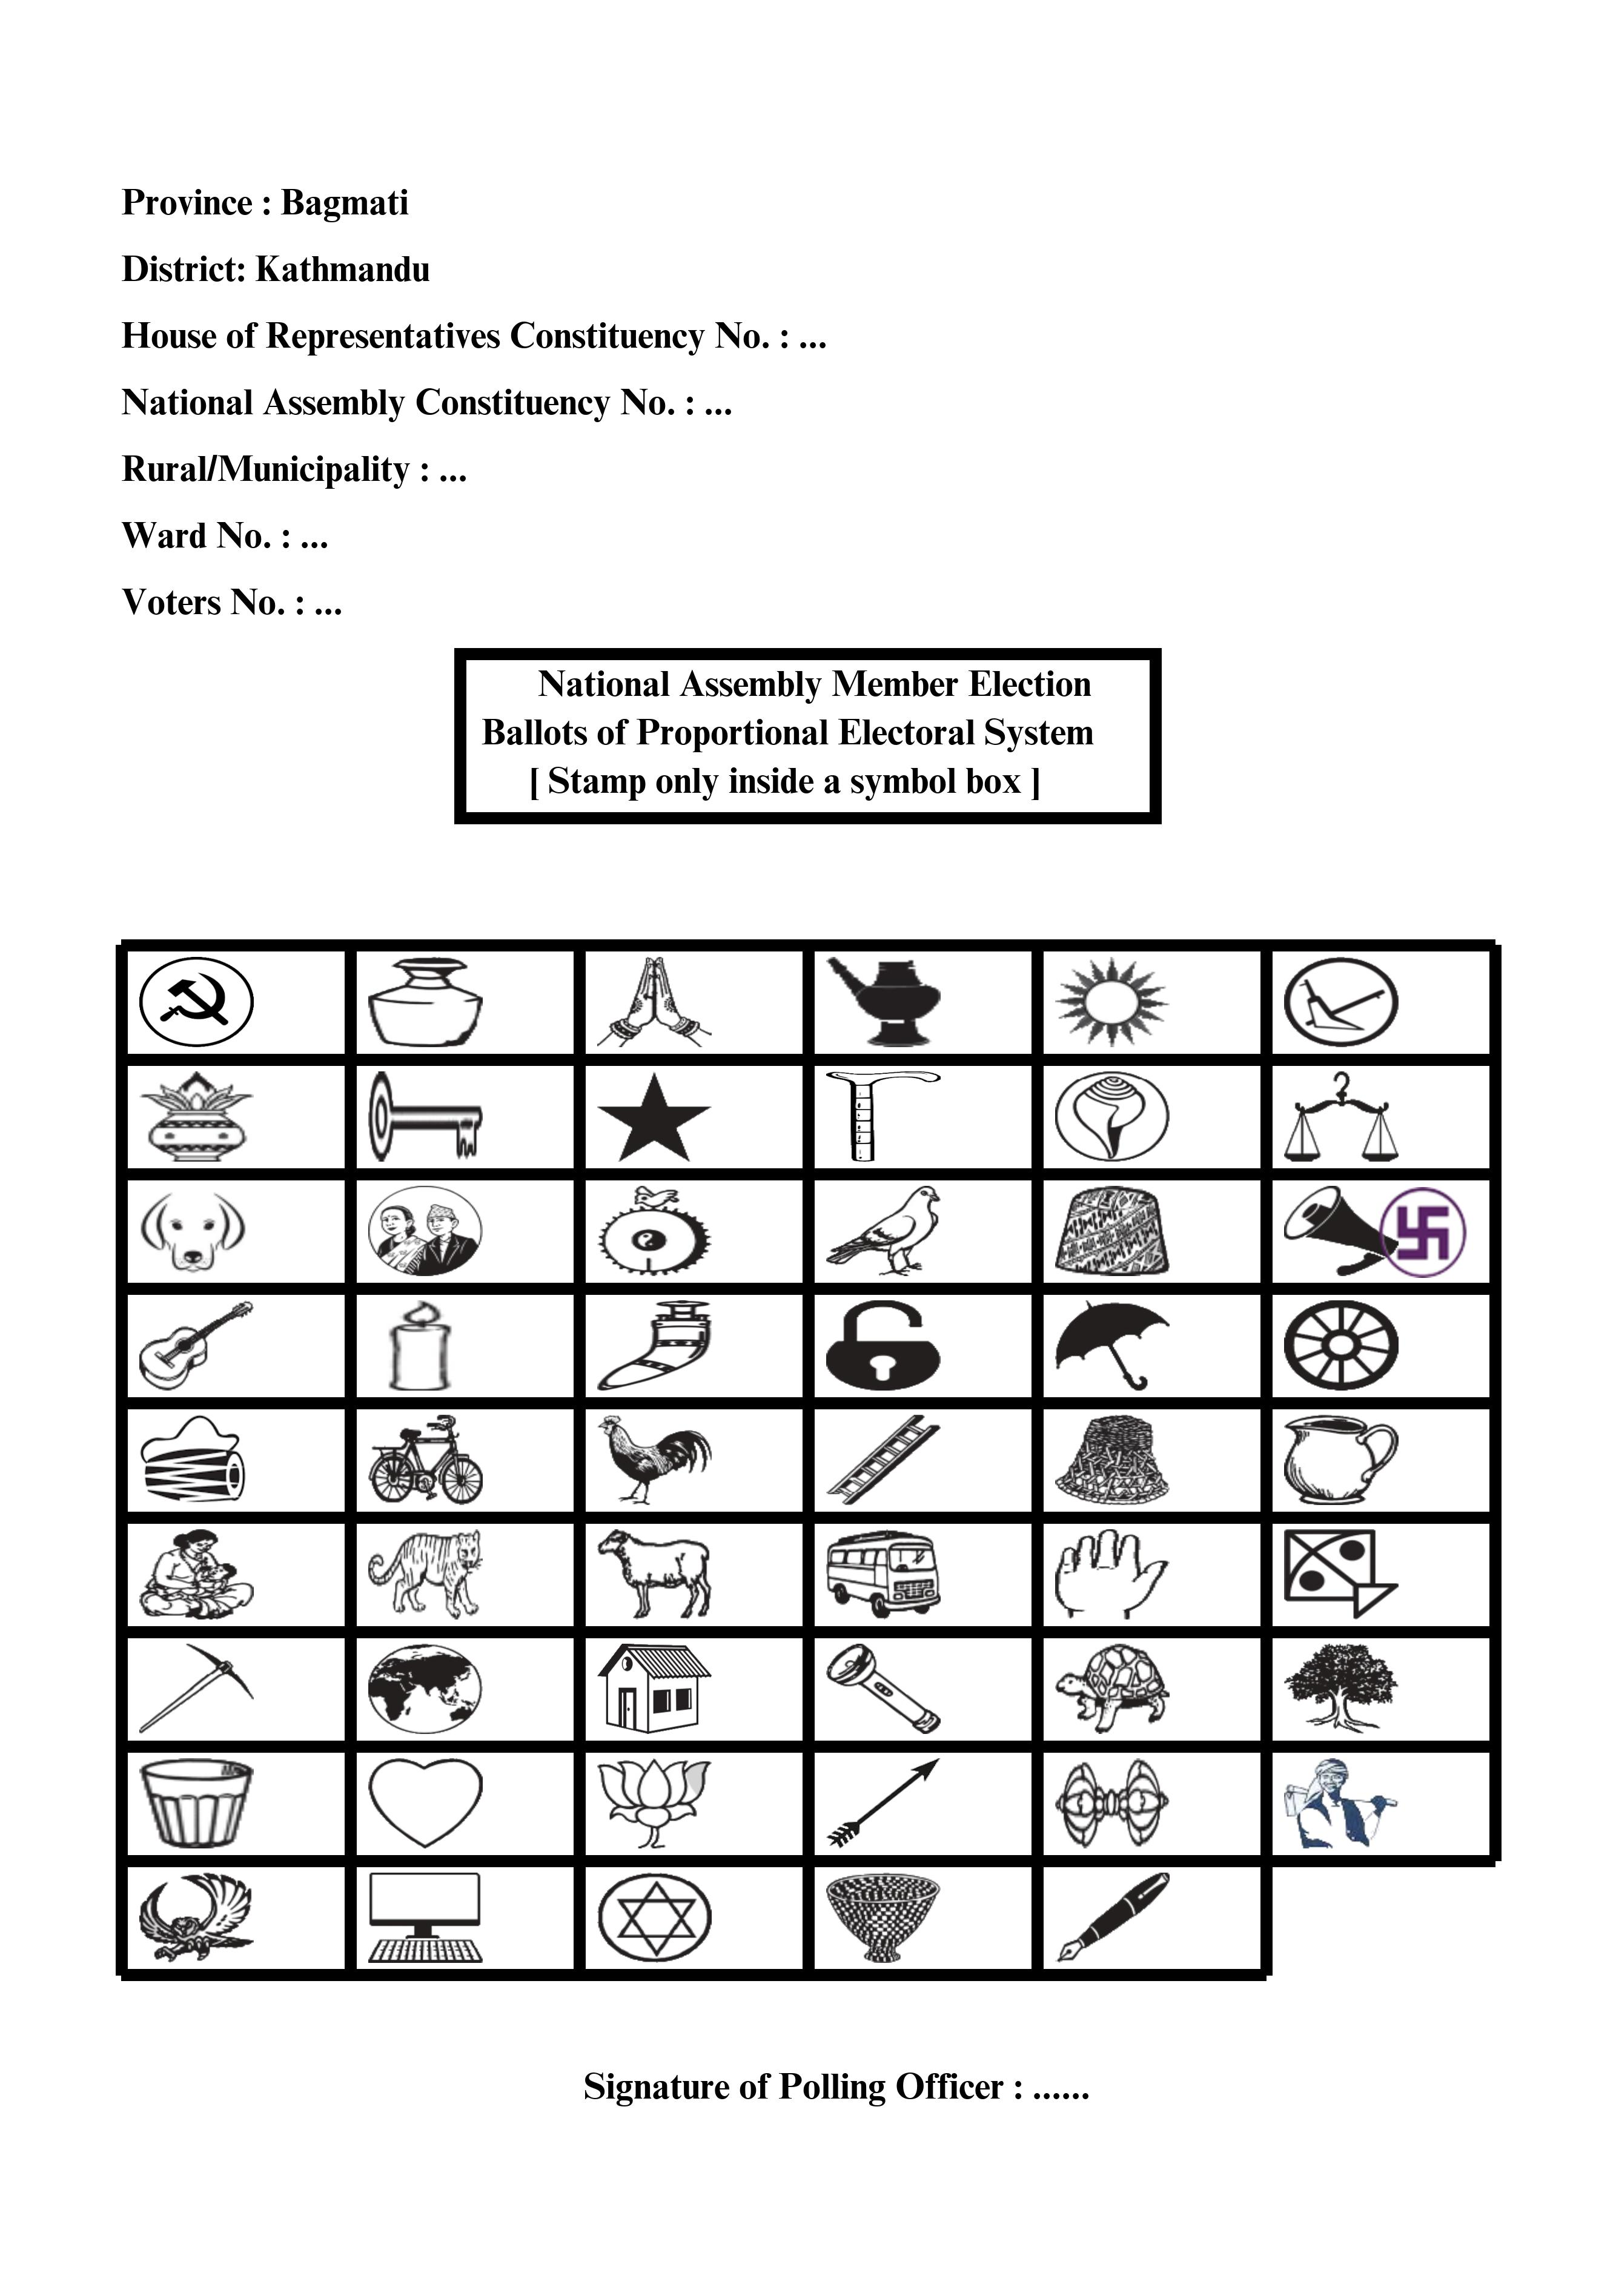 Province : Bagmati
District: Kathmandu
House of Representatives Constituency No. : ...
National Assembly Constituency No. : ...
Rural/Municipality : ...
Ward No. : ...
Voters No. : ...
National Assembly Member Election
Ballots of Proportional Electoral System
[ Stamp only inside a symbol box ]
Signature of Polling Officer : ......